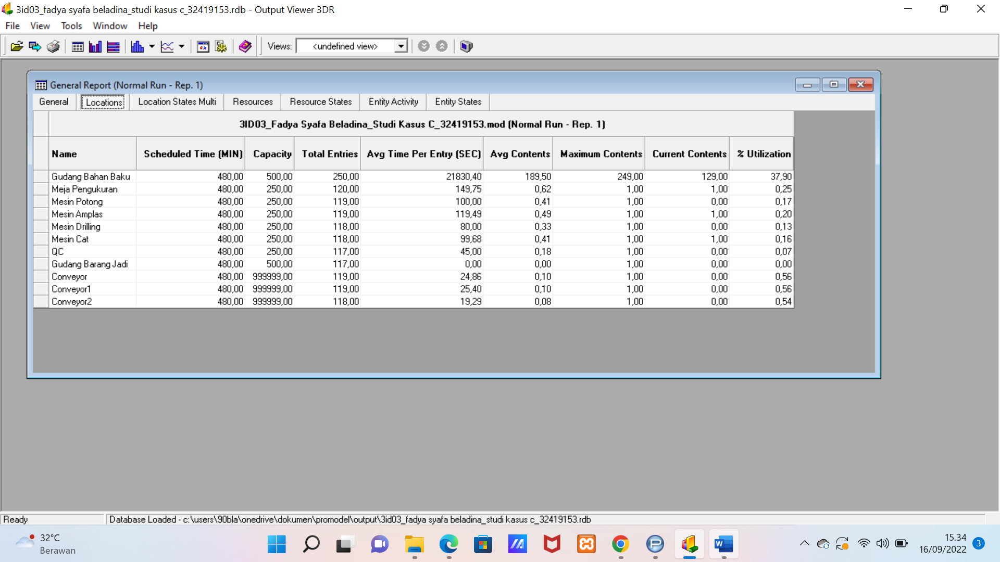 3id03_fadya syafa beladina_studi kasus c_32419153.rdb - Output Viewer 3DR
File View Tools Window Help
Views: <undefined view>
General Report (Normal Run - Rep. 1)
General Locations Location States Multi Resources Resource States Entity Activity Entity States
3ID03_Fadya Syafa Beladina_Studi Kasus C_32419153.mod (Normal Run - Rep. 1)
Name Scheduled Time (MIN) Capacity Total Entries Avg Time Per Entry (SEC) Avg Contents Maximum Contents Current Contents % Utilization
Gudang Bahan Baku 480,00 500,00 250,00 21830,40 189,50 249,00 129,00 37,90
Meja Pengukuran 480,00 250,00 120,00 149,75 0,62 1,00 1,00 0,25
Mesin Potong 480,00 250,00 119,00 100,00 0,41 1,00 0,00 0,17
Mesin Amplas 480,00 250,00 119,00 119,49 0,49 1,00 1,00 0,20
Mesin Drilling 480,00 250,00 118,00 80,00 0,33 1,00 0,00 0,13
Mesin Cat 480,00 250,00 118,00 99,68 0,41 1,00 1,00 0,16
QC 480,00 250,00 117,00 45,00 0,18 1,00 0,00 0,07
Gudang Barang Jadi 480,00 500,00 117,00 0,00 0,00 1,00 0,00 0,00
Conveyor 480,00 999999,00 119,00 24,86 0,10 1,00 0,00 0,56
Conveyor1 480,00 999999,00 119,00 25,40 0,10 1,00 0,00 0,56
Conveyor2 480,00 999999,00 118,00 19,29 0,08 1,00 0,00 0,54
Ready Database Loaded - c:\users\90bla\onedrive\dokumen\promodel\output\3id03_fadya syafa beladina_studi kasus c_32419153.rdb
32°C
Berawan
15.34
16/09/2022
3